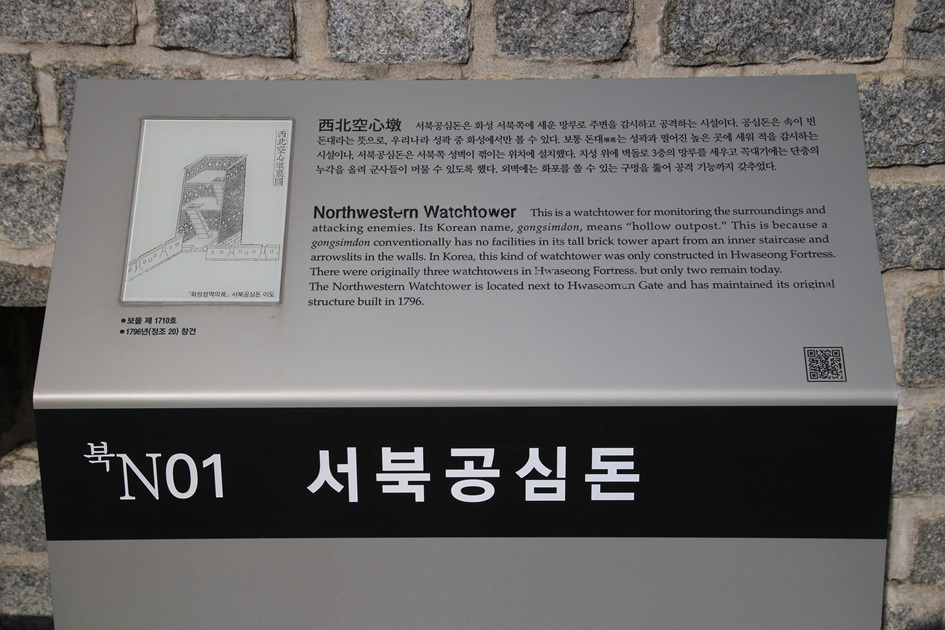 西北空心墩 서북공심돈은 화성 서북쪽에 세운 망루로 주변을 감시하고 공격하는 시설이다. 공심돈은 속이 빈
돈대라는 뜻으로, 우리나라 성곽 중 화성에서만 볼 수 있다. 보통 돈대墩臺는 성곽과 떨어진 높은 곳에 세워 적을 감시하는
시설이나, 서북공심돈은 서북쪽 성벽이 꺾이는 위치에 설치했다. 치성 위에 벽돌로 3층의 망루를 세우고 꼭대기에는 단층의
누각을 올려 군사들이 머물 수 있도록 했다. 외벽에는 화포를 쏠 수 있는 구멍을 뚫어 공격 기능까지 갖추었다.
西北空心墩裏圖
『화성성역의궤』 서북공심돈 이도
●보물 제 1710호
●1796년(정조 20) 창건
Northwestern Watchtower This is a watchtower for monitoring the surroundings and
attacking enemies. Its Korean name, gongsimdon, means “hollow outpost.” This is because a
gongsimdon conventionally has no facilities in its tall brick tower apart from an inner staircase and
arrowslits in the walls. In Korea, this kind of watchtower was only constructed in Hwaseong Fortress.
There were originally three watchtowers in Hwaseong Fortress, but only two remain today.
The Northwestern Watchtower is located next to Hwaseomun Gate and has maintained its original
structure built in 1796.
북N01 서북공심돈